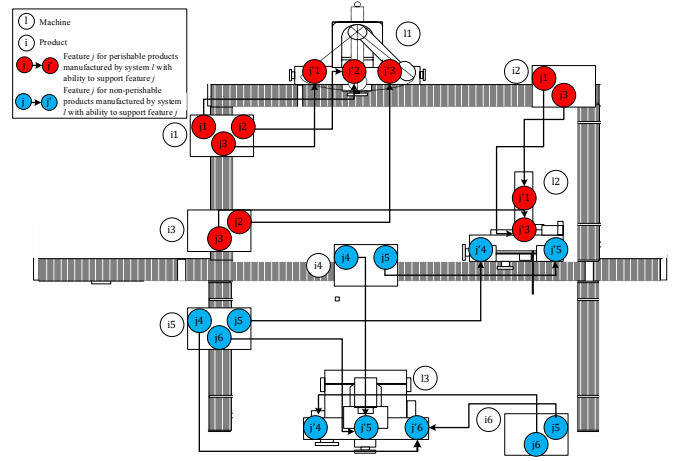 l Machine
i Product
j j' Feature j for perishable products
manufactured by system l with
ability to support feature j
j j' Feature j for non-perishable
products manufactured by system
l with ability to support feature j
l1
j'1 j'2 j'3
i2
j1
j3
i1
j1 j2
j3
l2
j'1
i3
j2
j3
j'3
j'4 j'5
i4
j4 j5
i5
j4 j5
j6
l3
j'4 j'5 j'6
i6
j5
j6